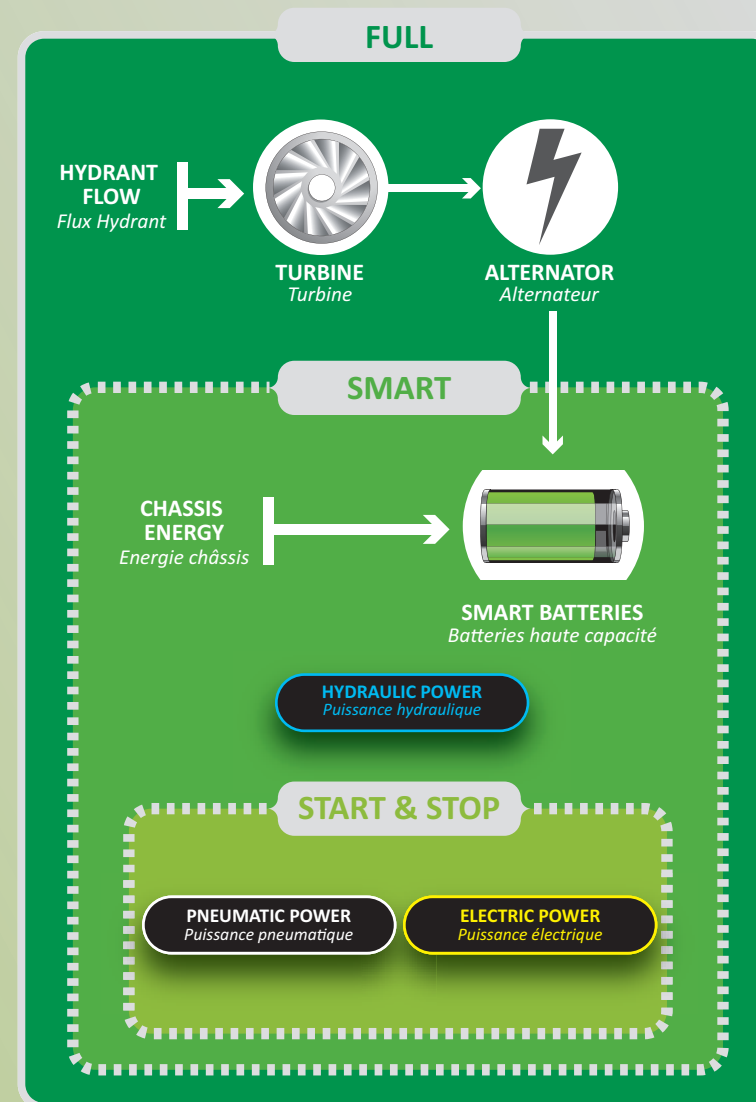 FULL
HYDRANT
FLOW
Flux Hydrant
TURBINE
Turbine
ALTERNATOR
Alternateur
SMART
CHASSIS
ENERGY
Energie châssis
SMART BATTERIES
Batteries haute capacité
HYDRAULIC POWER
Puissance hydraulique
START & STOP
PNEUMATIC POWER
Puissance pneumatique
ELECTRIC POWER
Puissance électrique